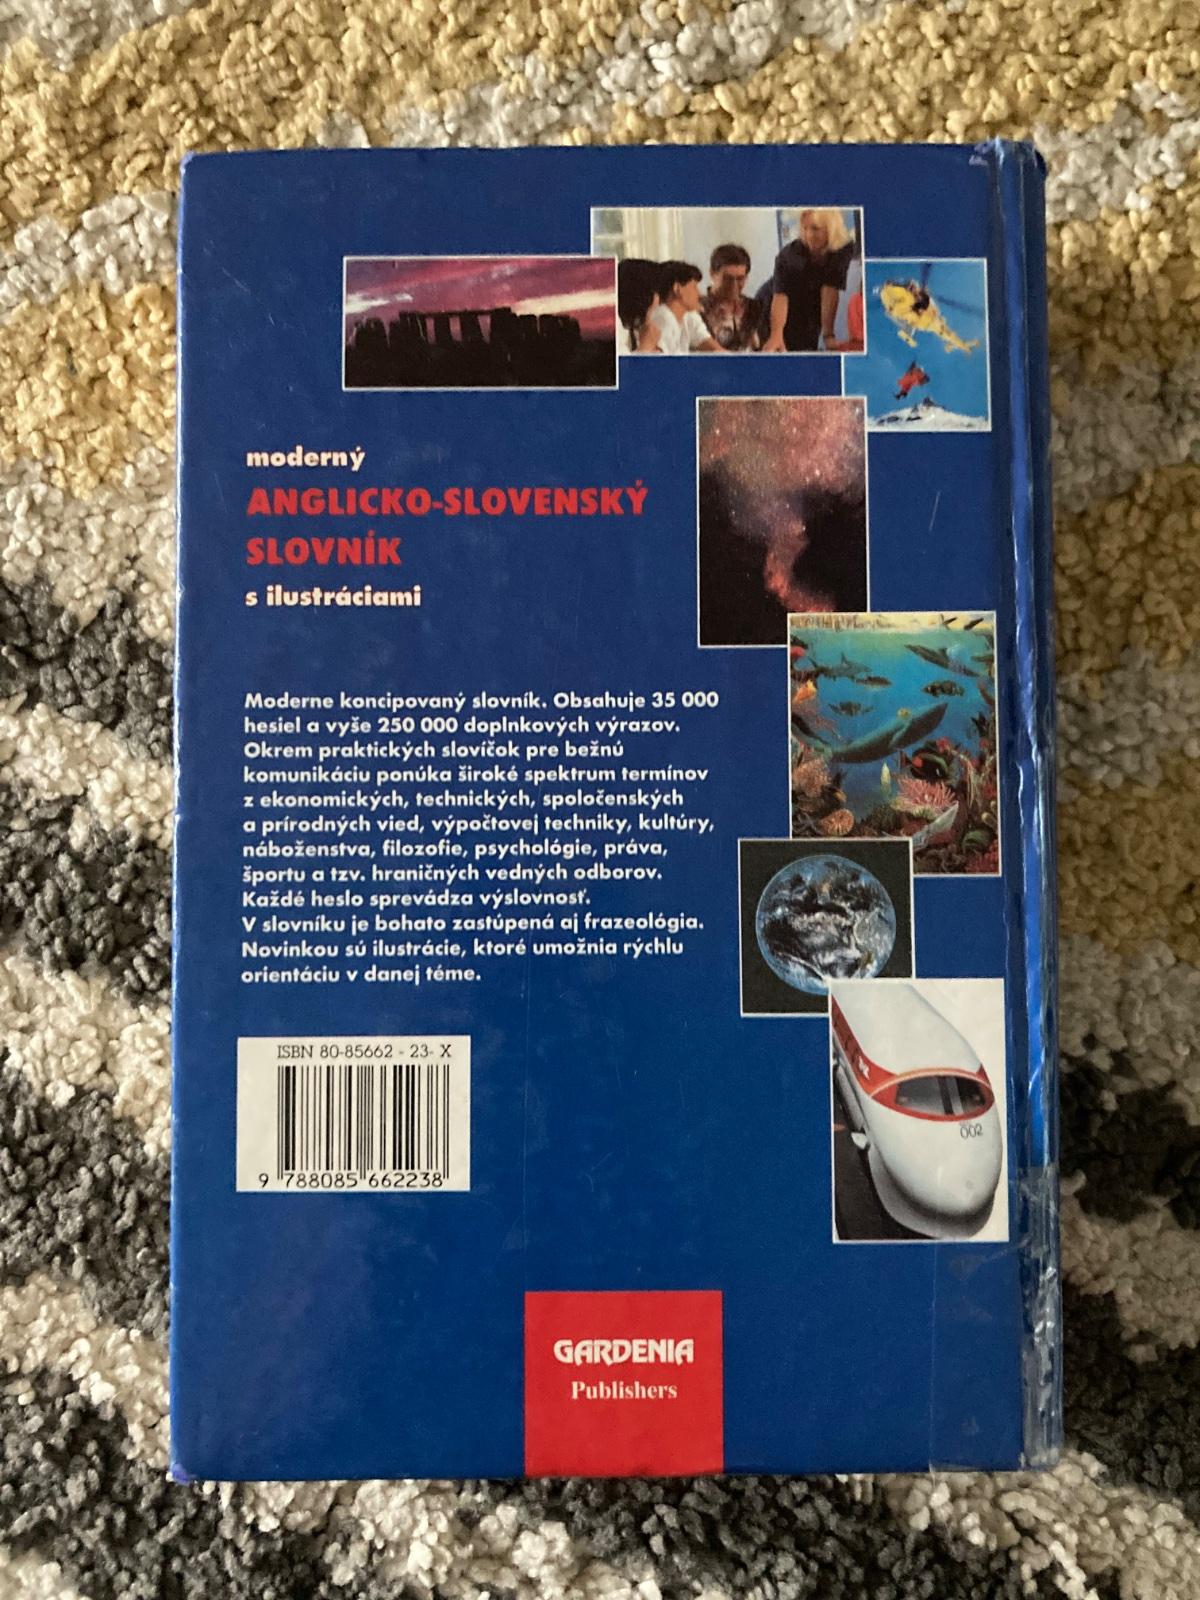 moderný
ANGLICKO-SLOVENSKÝ
SLOVNÍK
s ilustráciami
Moderne koncipovaný slovník. Obsahuje 35 000
hesiel a vyše 250 000 doplnkových výrazov.
Okrem praktických slovíčok pre bežnú
komunikáciu ponúka široké spektrum termínov
z ekonomických, technických, spoločenských
a prírodných vied, výpočtovej techniky, kultúry,
náboženstva, filozofie, psychológie, práva,
športu a tzv. hraničných vedných odborov.
Každé heslo sprevádza výslovnosť.
V slovníku je bohato zastúpená aj frazeológia.
Novinkou sú ilustrácie, ktoré umožnia rýchlu
orientáciu v danej téme.
002
ISBN 80-85662 - 23- X
9 788085 662238
GARDENIA
Publishers